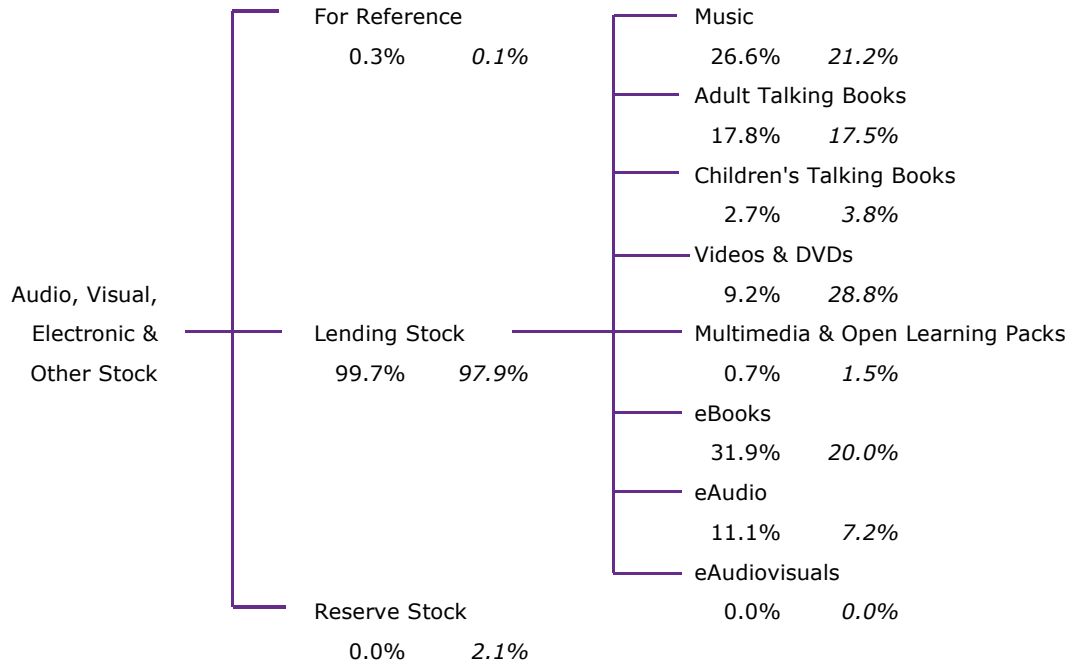 For Reference
0.3% 0.1%
Audio, Visual,
Electronic &
Other Stock
Lending Stock
99.7% 97.9%
Reserve Stock
0.0% 2.1%
Music
26.6% 21.2%
Adult Talking Books
17.8% 17.5%
Children's Talking Books
2.7% 3.8%
Videos & DVDs
9.2% 28.8%
Multimedia & Open Learning Packs
0.7% 1.5%
eBooks
31.9% 20.0%
eAudio
11.1% 7.2%
eAudiovisuals
0.0% 0.0%